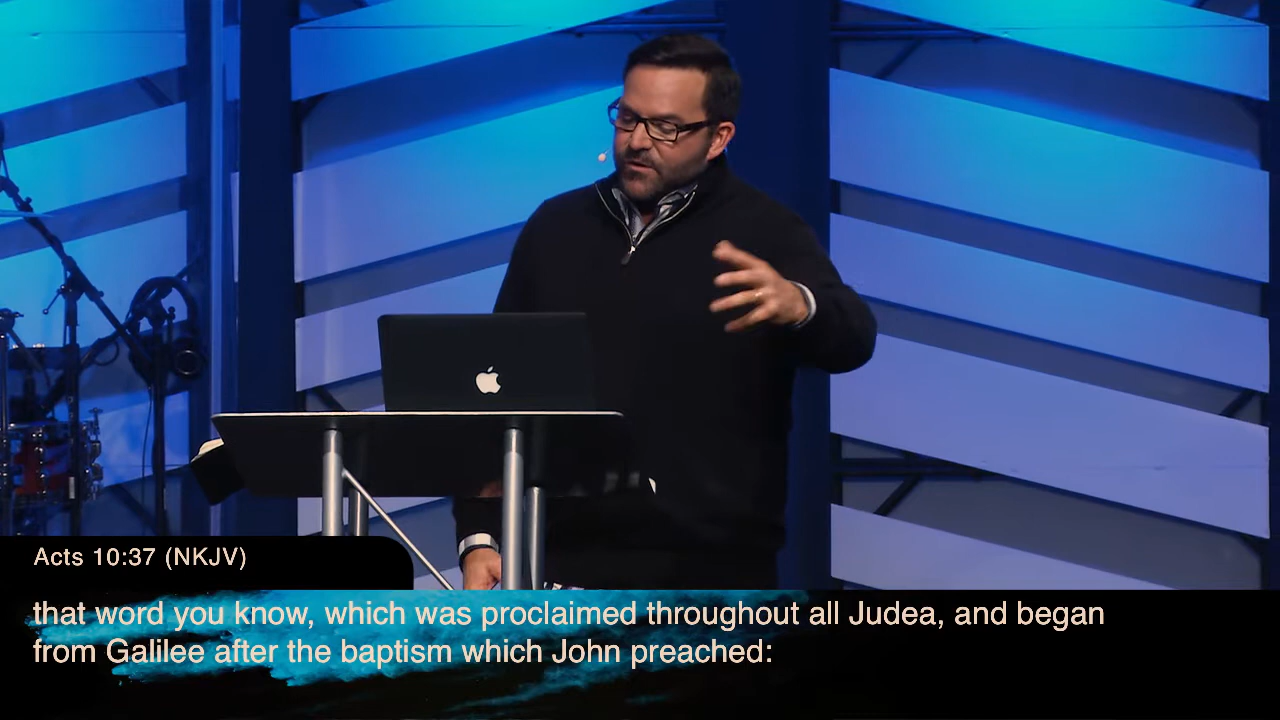 Acts 10:37 (NKJV)
that word you know, which was proclaimed throughout all Judea, and began
from Galilee after the baptism which John preached: